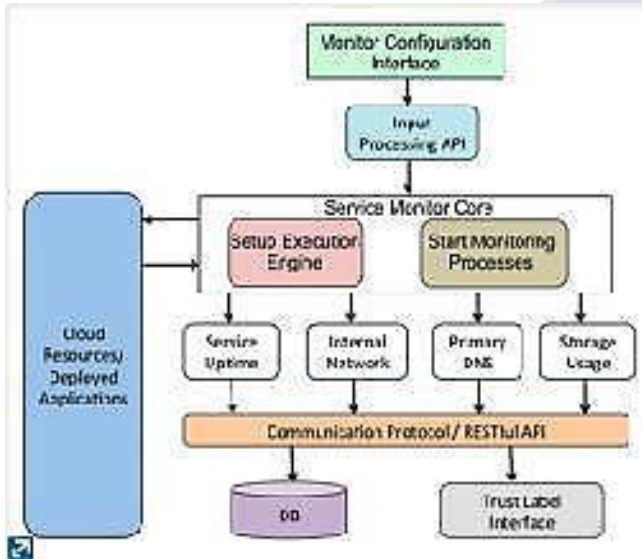 Monitor Configuration
Interface
Input
Processing API
Service Monitor Core
Setup Execution
Engine
Start Monitoring
Processes
Cloud
Resources/
Deployed
Applications
Service
Uptime
Internal
Network
Primary
DNS
Storage
Usage
Communication Protocol / RESTful API
DB
Trust Label
Interface